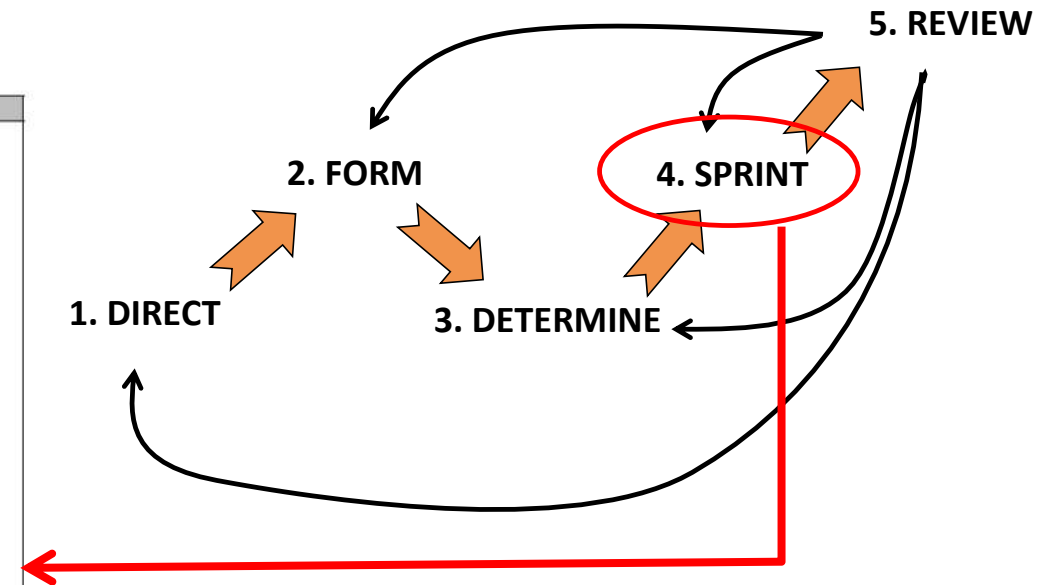 5. REVIEW
2. FORM
4. SPRINT
1. DIRECT
3. DETERMINE